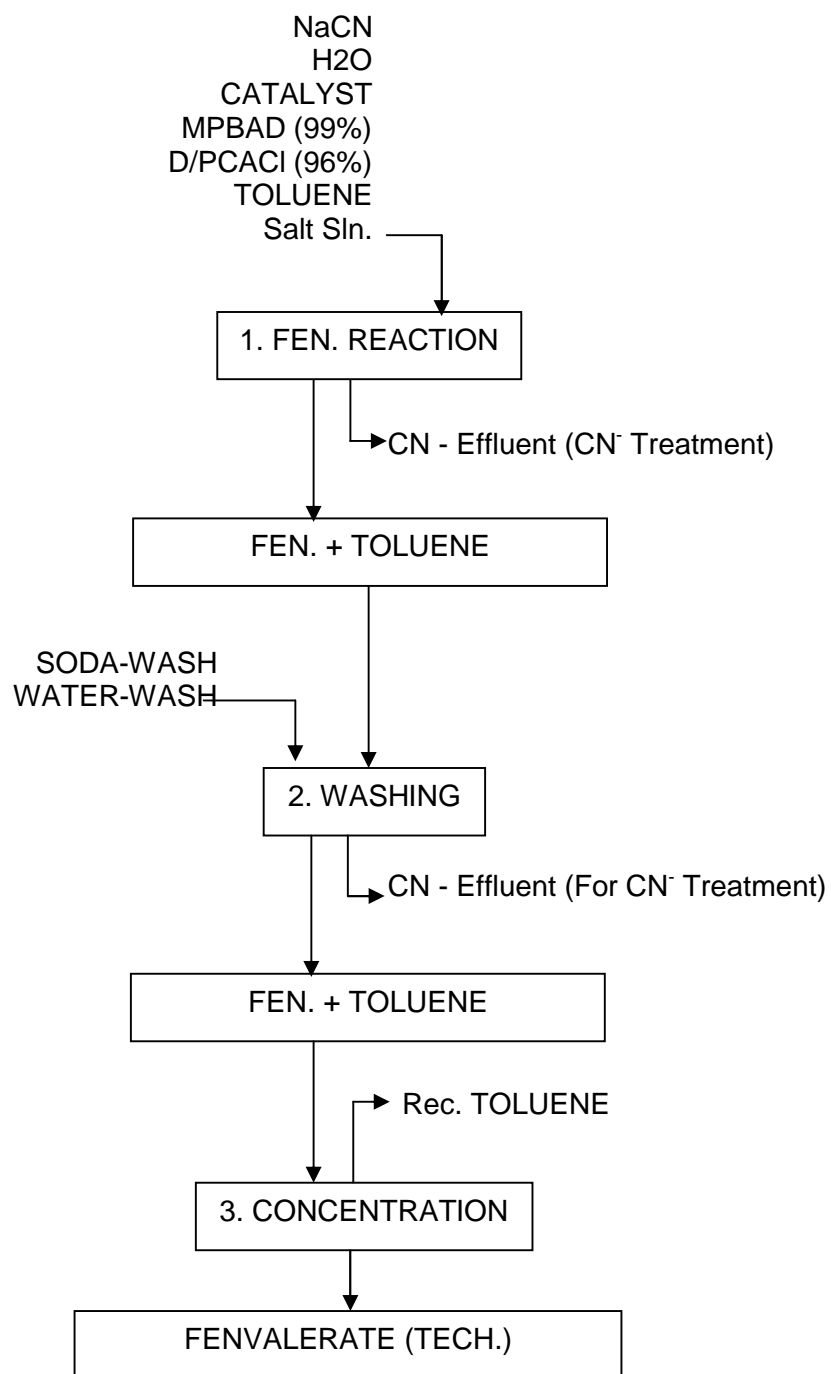 NaCN
H2O
CATALYST
MPBAD (99%)
D/PCACl (96%)
TOLUENE
Salt Sln.
1. FEN. REACTION
CN - Effluent (CN⁻ Treatment)
FEN. + TOLUENE
SODA-WASH
WATER-WASH
2. WASHING
CN - Effluent (For CN⁻ Treatment)
FEN. + TOLUENE
Rec. TOLUENE
3. CONCENTRATION
FENVALERATE (TECH.)